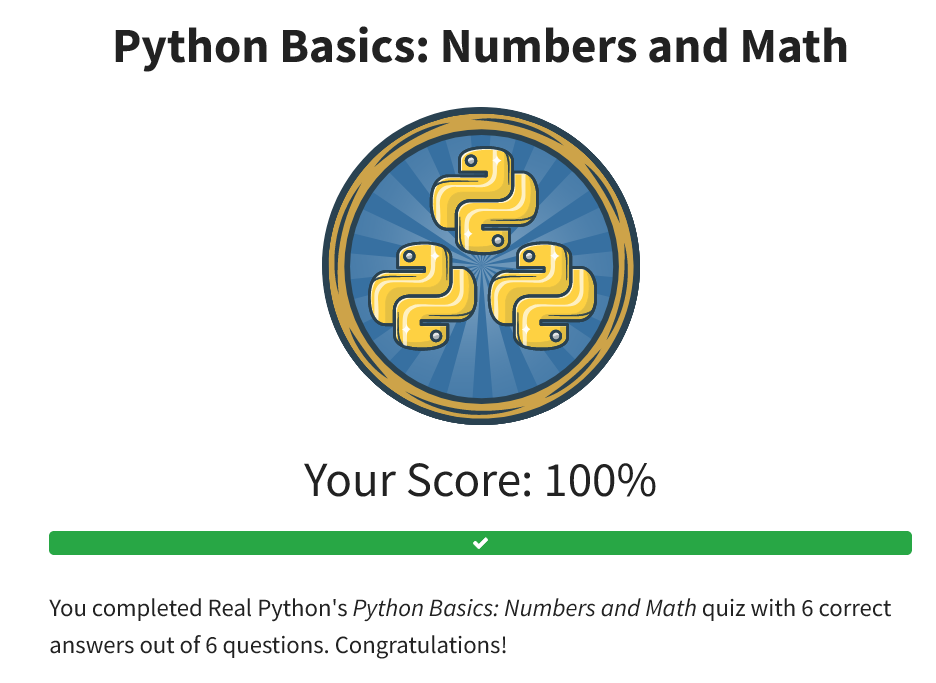 Python Basics: Numbers and Math
Your Score: 100%
You completed Real Python's Python Basics: Numbers and Math quiz with 6 correct
answers out of 6 questions. Congratulations!